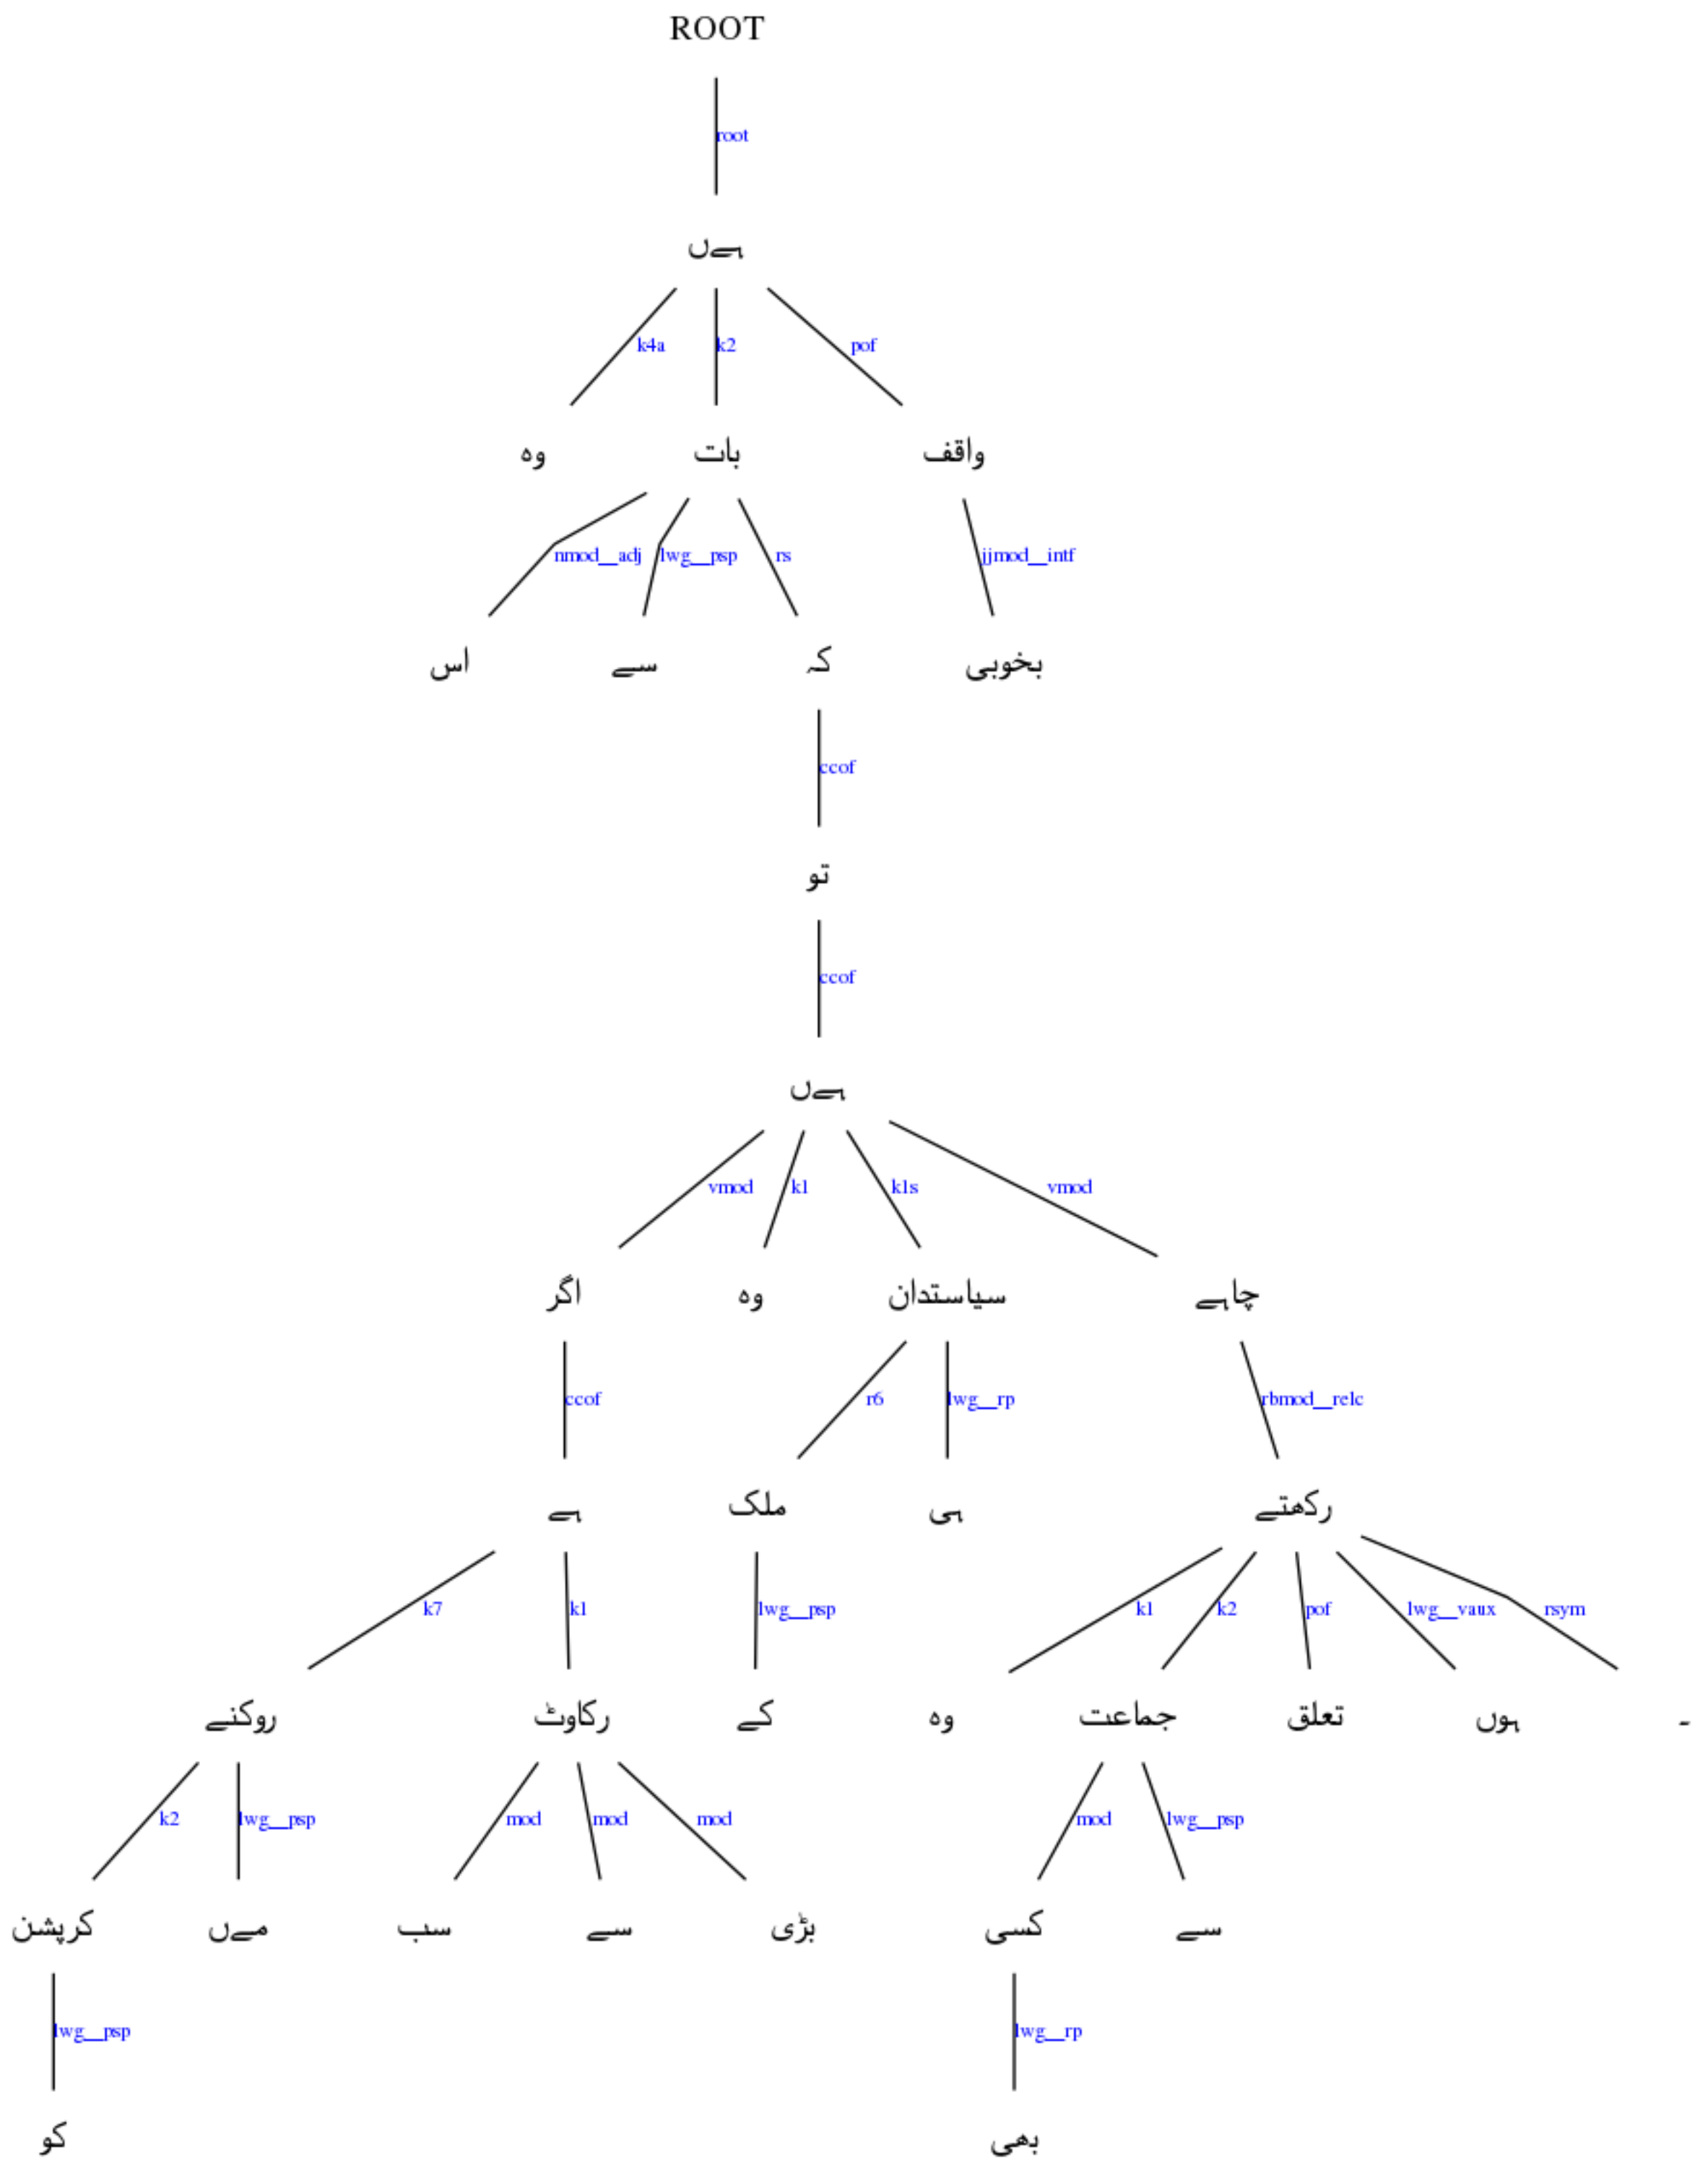 ROOT
root
ہےں
k4a k2 pof
وہ بات واقف
nmod__adj lwg__psp rs jjmod__intf
اس سے کہ بخوبی
ccof
تو
ccof
ہےں
vmod k1 k1s vmod
اگر وہ سیاستدان چاہے
ccof r6 lwg__rp rbmod__relc
ہے ملک ہی رکھتے
k7 k1 lwg__psp k1 k2 pof lwg__vaux rsym
روکنے رکاوٹ کے وہ جماعت تعلق ہوں ۔
k2 lwg__psp mod mod mod mod lwg__psp
کرپشن مےں سب سے بڑی کسی سے
lwg__psp lwg__rp
کو بھی